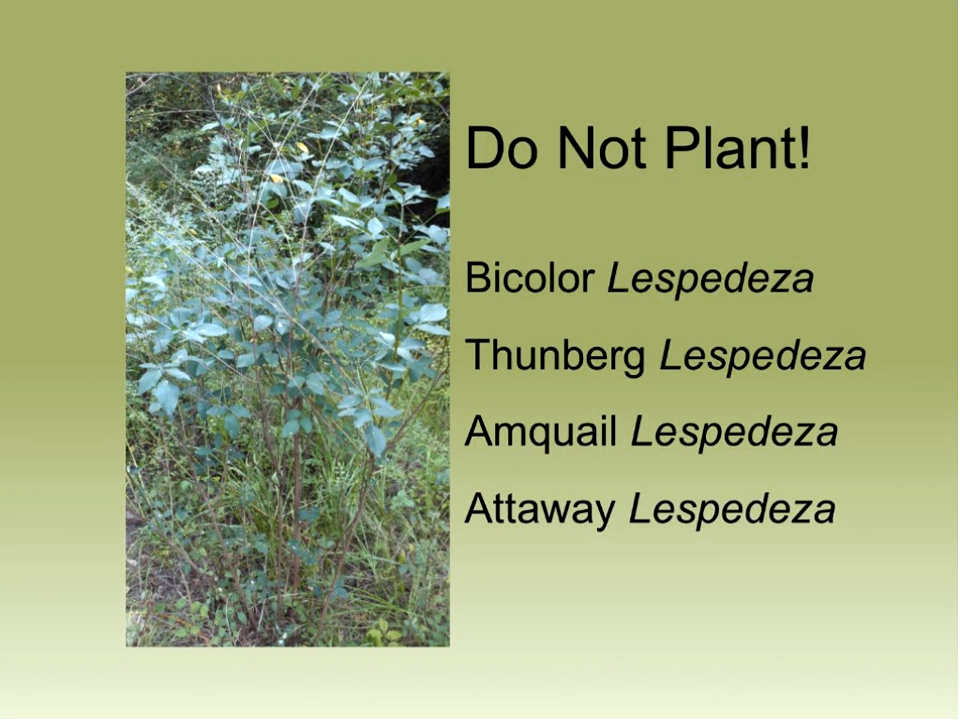 Do Not Plant!
Bicolor Lespedeza
Thunberg Lespedeza
Amquail Lespedeza
Attaway Lespedeza